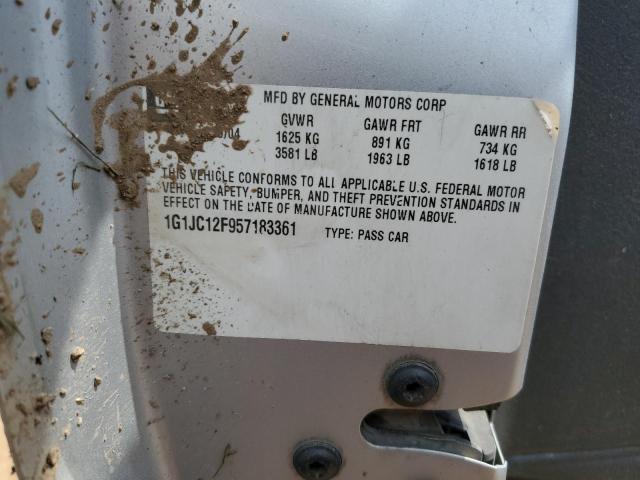 MFD BY GENERAL MOTORS CORP
GVWR GAWR FRT GAWR RR
/04 1625 KG 891 KG 734 KG
3581 LB 1963 LB 1618 LB
THIS VEHICLE CONFORMS TO ALL APPLICABLE U.S. FEDERAL MOTOR
VEHICLE SAFETY, BUMPER, AND THEFT PREVENTION STANDARDS IN
EFFECT ON THE DATE OF MANUFACTURE SHOWN ABOVE.
1G1JC12F957183361 TYPE: PASS CAR